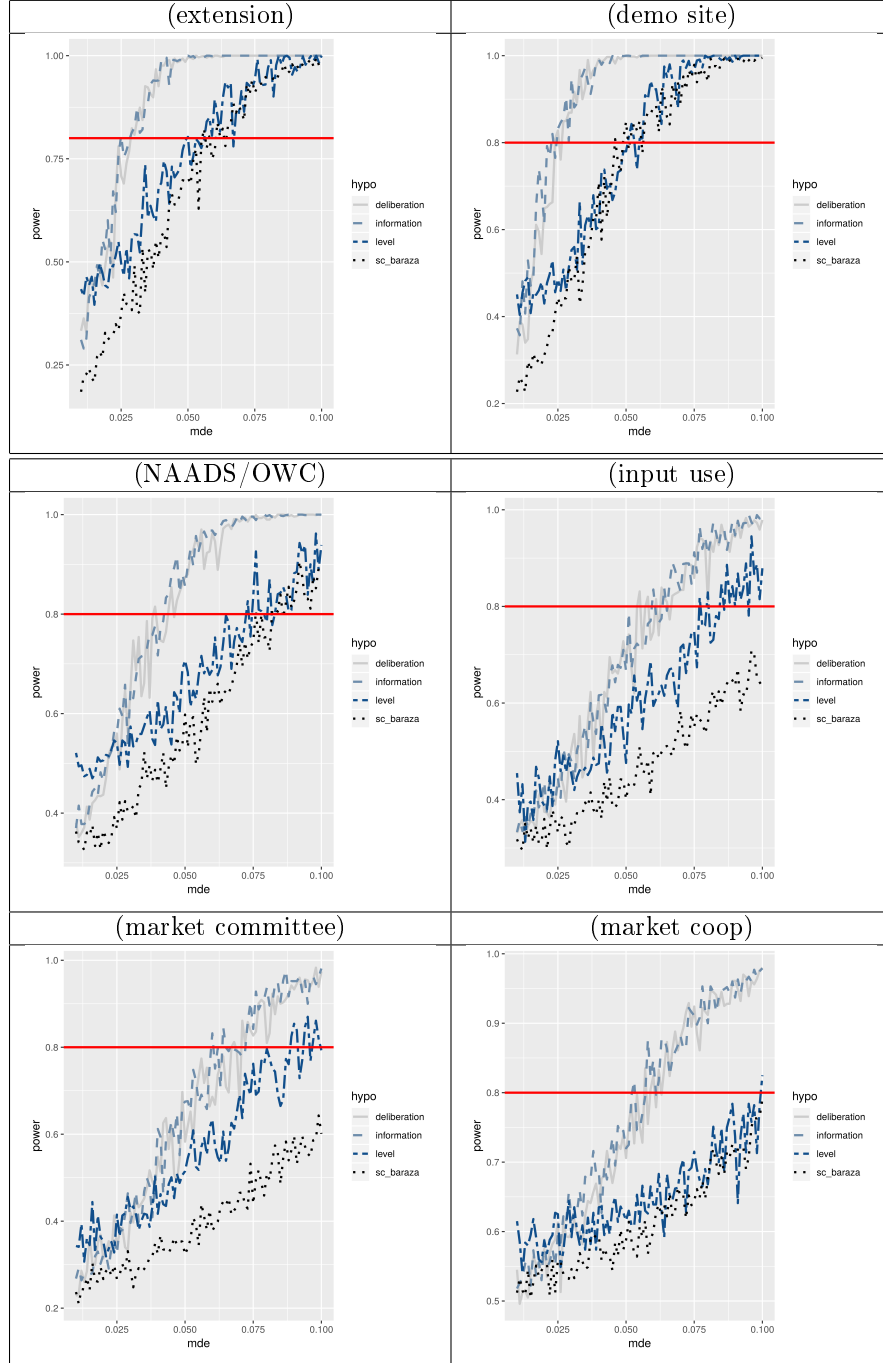 (extension)
(demo site)
1.00
0.75
0.50
0.25
power
0.025
0.050
0.075
0.100
mde
hypo
deliberation
information
level
sc_baraza
1.0
0.8
0.6
0.4
0.2
power
0.025
0.050
0.075
0.100
mde
hypo
deliberation
information
level
sc_baraza
(NAADS/OWC)
(input use)
1.0
0.8
0.6
0.4
power
0.025
0.050
0.075
0.100
mde
hypo
deliberation
information
level
sc_baraza
1.0
0.8
0.6
0.4
power
0.025
0.050
0.075
0.100
mde
hypo
deliberation
information
level
sc_baraza
(market committee)
(market coop)
1.0
0.8
0.6
0.4
0.2
power
0.025
0.050
0.075
0.100
mde
hypo
deliberation
information
level
sc_baraza
1.0
0.9
0.8
0.7
0.6
0.5
power
0.025
0.050
0.075
0.100
mde
hypo
deliberation
information
level
sc_baraza